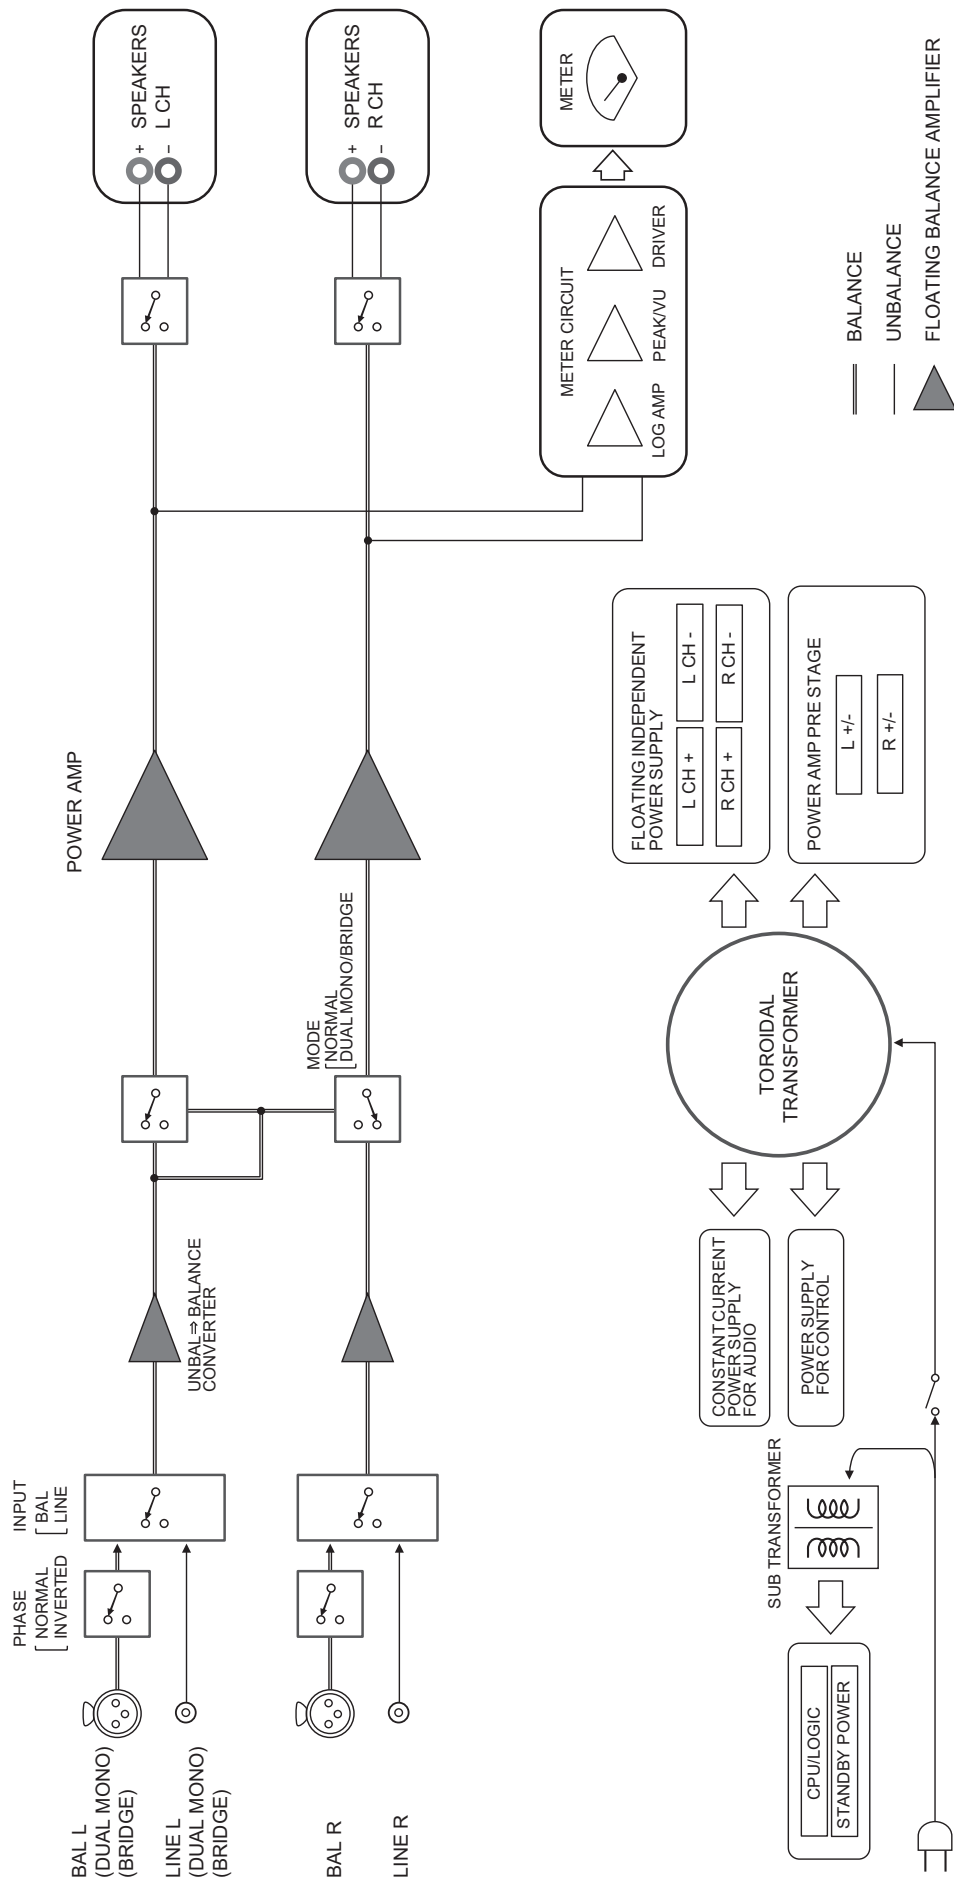 BAL L
(DUAL MONO)
(BRIDGE)
LINE L
(DUAL MONO)
(BRIDGE)
BAL R
LINE R
PHASE
NORMAL
INVERTED
INPUT
BAL
LINE
UNBAL⇒BALANCE
CONVERTER
MODE
NORMAL
DUAL MONO/BRIDGE
POWER AMP
+ SPEAKERS
- L CH
+ SPEAKERS
- R CH
METER CIRCUIT
LOG AMP
PEAK/VU
DRIVER
METER
CPU/LOGIC
STANDBY POWER
SUB TRANSFORMER
CONSTANT CURRENT
POWER SUPPLY
FOR AUDIO
POWER SUPPLY
FOR CONTROL
TOROIDAL
TRANSFORMER
FLOATING INDEPENDENT
POWER SUPPLY
L CH +
L CH -
R CH +
R CH -
POWER AMP PRE STAGE
L +/-
R +/-
BALANCE
UNBALANCE
FLOATING BALANCE AMPLIFIER